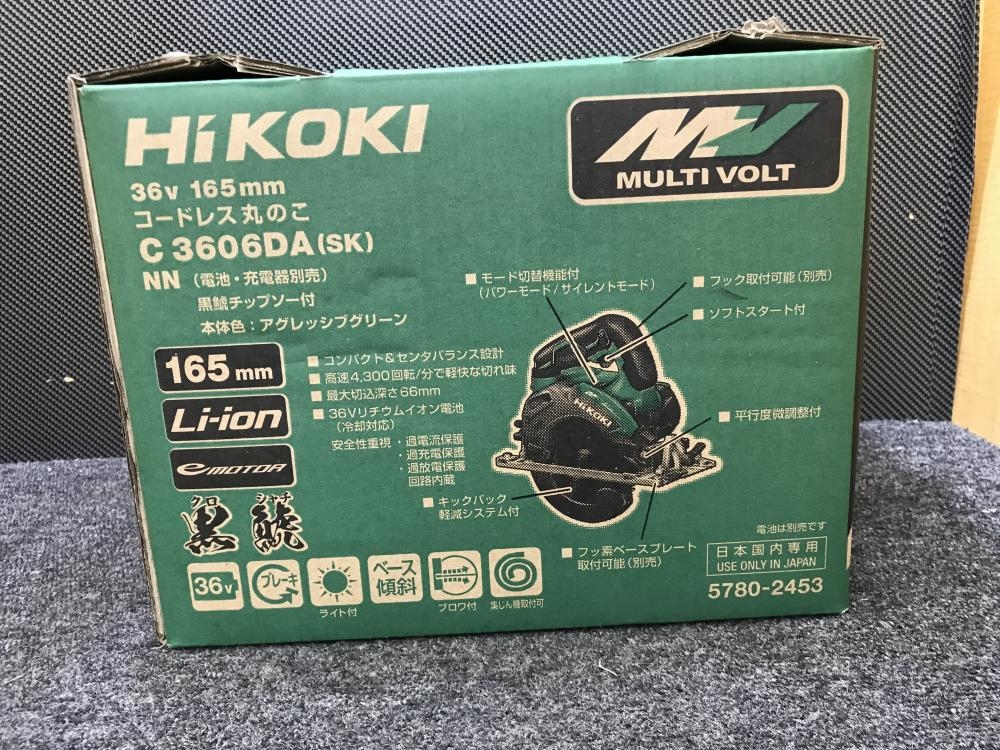 HiKOKI
36v 165mm
コードレス丸のこ
C 3606DA(SK)
NN (電池・充電器別売)
黒鯱チップソー付
本体色:アグレッシブグリーン
MV
MULTI VOLT
■モード切替機能付
(パワーモード/サイレントモード)
■フック取付可能(別売)
■ソフトスタート付
165mm
Li-ion
eMOTOR
クロ シャチ
黒鯱
■コンパクト&センタバランス設計
■高速4,300回転/分で軽快な切れ味
■最大切込深さ66mm
■36Vリチウムイオン電池
(冷却対応)
安全性重視・過電流保護
・過充電保護
・過放電保護
回路内蔵
HiKOKI
■平行度微調整付
■キックバック
軽減システム付
■フッ素ベースプレート
取付可能(別売)
36v
ブレーキ
ライト付
ベース
傾斜
ブロワ付
集じん機取付可
電池は別売です
日本国内専用
USE ONLY IN JAPAN
5780-2453